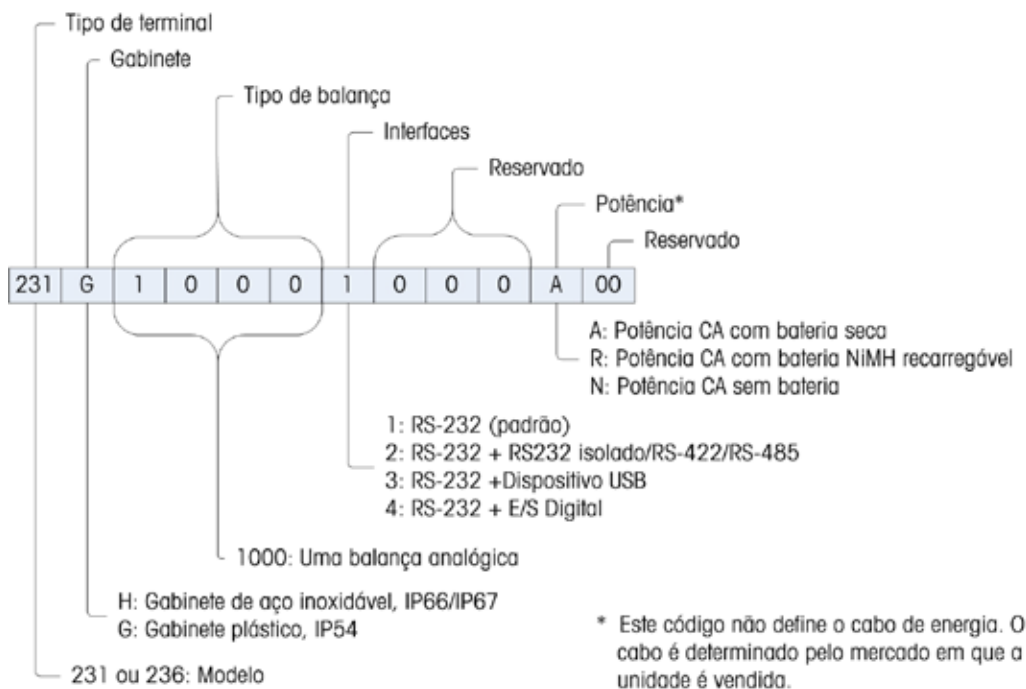 Tipo de terminal
Gabinete
Tipo de balança
Interfaces
Reservado
Potência*
Reservado
231 G 1 0 0 0 1 0 0 0 A 00
A: Potência CA com bateria seca
R: Potência CA com bateria NiMH recarregável
N: Potência CA sem bateria
1: RS-232 (padrão)
2: RS-232 + RS232 isolado/RS-422/RS-485
3: RS-232 +Dispositivo USB
4: RS-232 + E/S Digital
1000: Uma balança analógica
H: Gabinete de aço inoxidável, IP66/IP67
G: Gabinete plástico, IP54
231 ou 236: Modelo
* Este código não define o cabo de energia. O
cabo é determinado pelo mercado em que a
unidade é vendida.